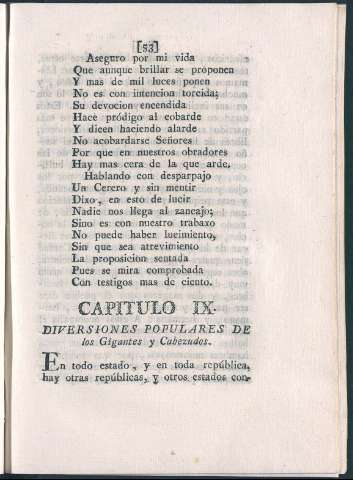 [53]
Aseguro por mi vida
Que aunque brillar se proponen
Y mas de mil luces ponen
No es con intencion torcida;
Su devocion encendida
Hace pródigo al cobarde
Y dicen haciendo alarde
No acobardarse Señores
Por que en nuestros obradores
Hay mas cera de la que arde.
Hablando con desparpajo
Un Cerero y sin mentir
Dixo, en esto de lucir
Nadie nos llega al zancajo;
Sino es con nuestro trabaxo
No puede haber lucimiento,
Sin que sea atrevimiento
La proposicion sentada
Pues se mira comprobada
Con testigos mas de ciento.
CAPITULO IX.
DIVERSIONES POPULARES DE
los Gigantes y Cabezudos.
En todo estado, y en toda república,
hay otras repúblicas, y otros estados con-